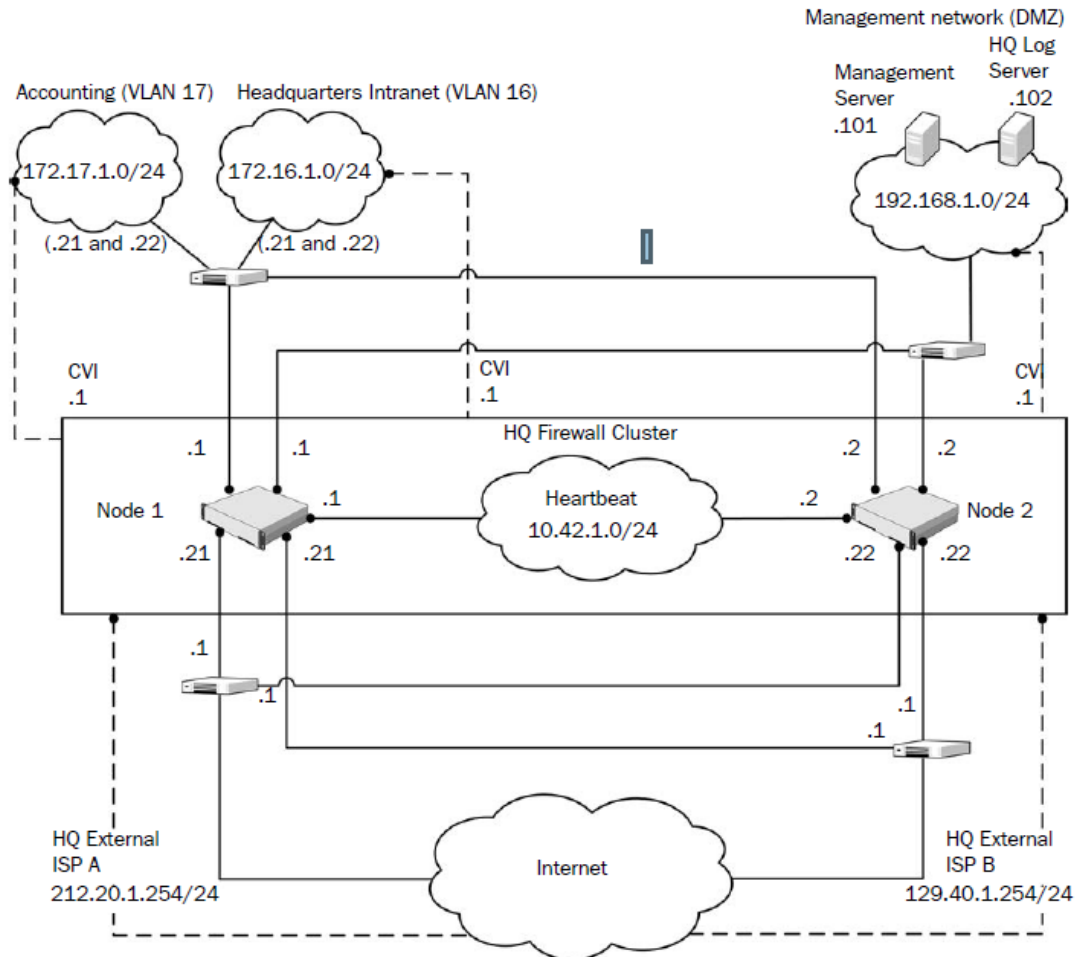 Management network (DMZ)
HQ Log
Server
.102
Management
Server
.101
Accounting (VLAN 17)
Headquarters Intranet (VLAN 16)
172.17.1.0/24
172.16.1.0/24
192.168.1.0/24
(.21 and .22)
(.21 and .22)
CVI
.1
CVI
.1
CVI
.1
HQ Firewall Cluster
.1
.1
.2
.2
Node 1
.1
Heartbeat
10.42.1.0/24
.2
Node 2
.21
.21
.22
.22
.1
.1
.1
.1
HQ External
ISP A
212.20.1.254/24
Internet
HQ External
ISP B
129.40.1.254/24